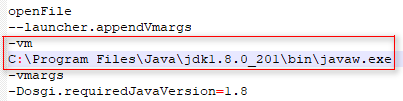 openFile
--launcher.appendVmargs
-vm
C:\Program Files\Java\jdk1.8.0_201\bin\javaw.exe
-vmargs
-Dosgi.requiredJavaVersion=1.8